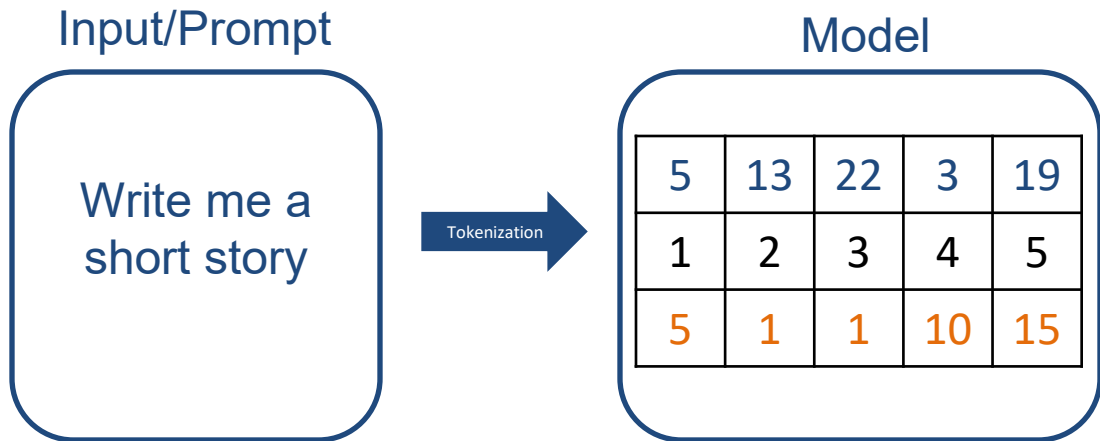 Input/Prompt
Model
Write me a
short story
Tokenization
5 13 22 3 19
1 2 3 4 5
5 1 1 10 15